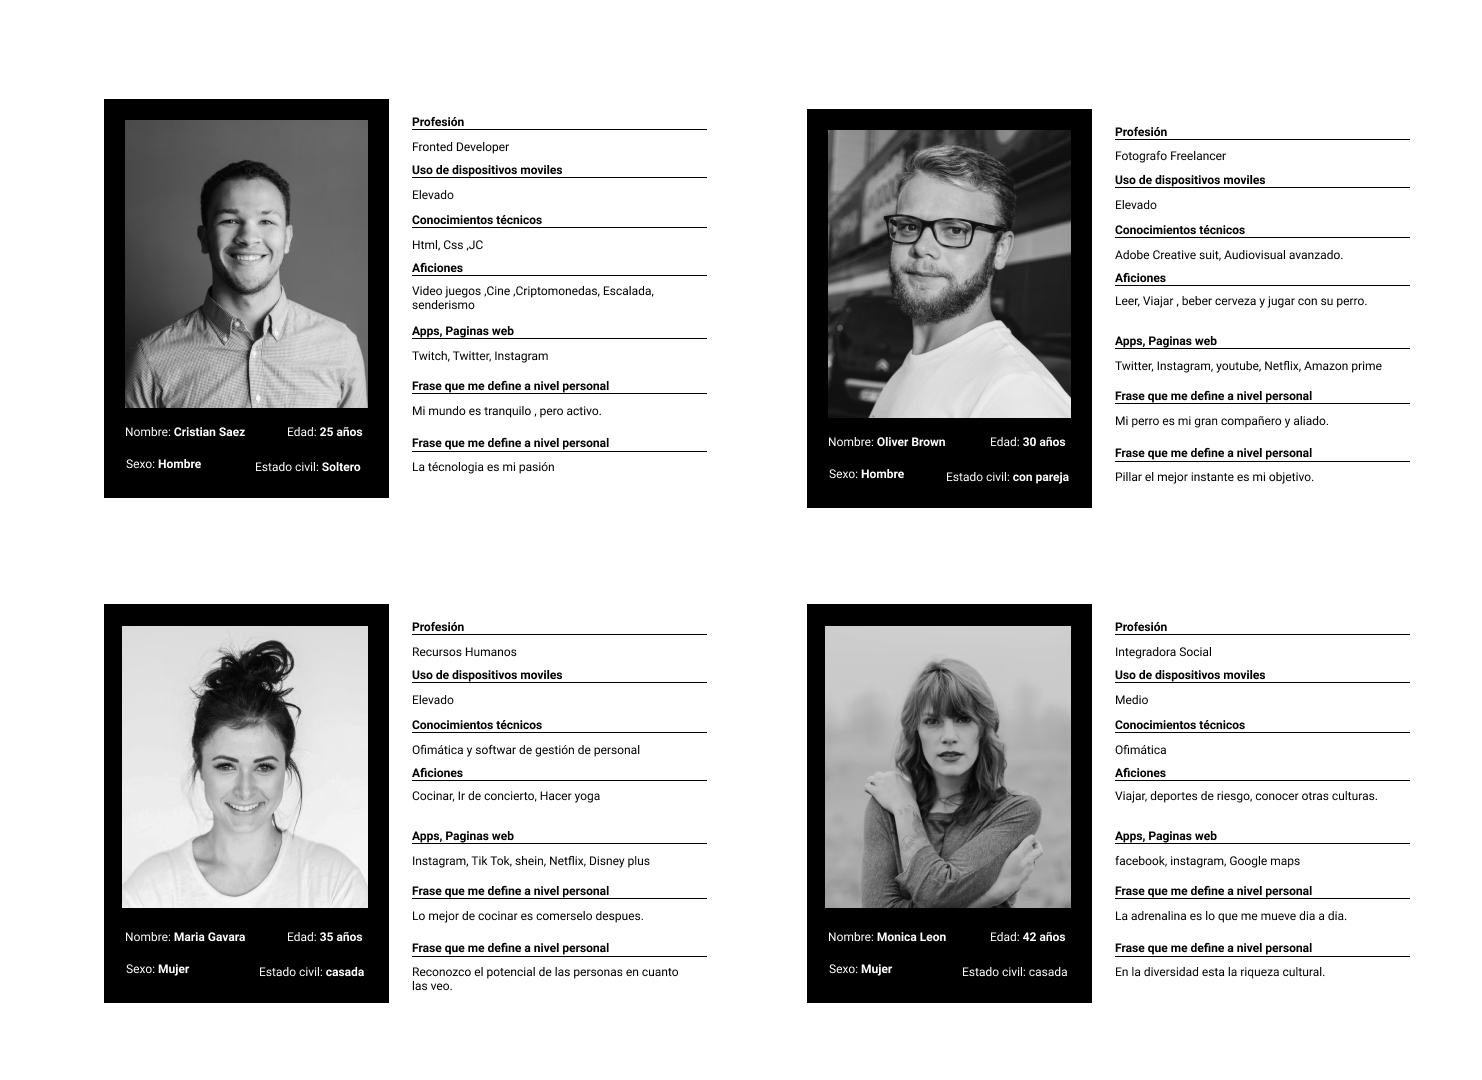 Nombre: Cristian Saez
Edad: 25 años
Sexo: Hombre
Estado civil: Soltero
Profesión
Fronted Developer
Uso de dispositivos moviles
Elevado
Conocimientos técnicos
Html, Css ,JC
Aficiones
Video juegos ,Cine ,Criptomonedas, Escalada,
senderismo
Apps, Paginas web
Twitch, Twitter, Instagram
Frase que me define a nivel personal
Mi mundo es tranquilo , pero activo.
Frase que me define a nivel personal
La técnologia es mi pasión
Nombre: Oliver Brown
Edad: 30 años
Sexo: Hombre
Estado civil: con pareja
Profesión
Fotografo Freelancer
Uso de dispositivos moviles
Elevado
Conocimientos técnicos
Adobe Creative suit, Audiovisual avanzado.
Aficiones
Leer, Viajar , beber cerveza y jugar con su perro.
Apps, Paginas web
Twitter, Instagram, youtube, Netflix, Amazon prime
Frase que me define a nivel personal
Mi perro es mi gran compañero y aliado.
Frase que me define a nivel personal
Pillar el mejor instante es mi objetivo.
Nombre: Maria Gavara
Edad: 35 años
Sexo: Mujer
Estado civil: casada
Profesión
Recursos Humanos
Uso de dispositivos moviles
Elevado
Conocimientos técnicos
Ofimática y softwar de gestión de personal
Aficiones
Cocinar, Ir de concierto, Hacer yoga
Apps, Paginas web
Instagram, Tik Tok, shein, Netflix, Disney plus
Frase que me define a nivel personal
Lo mejor de cocinar es comerselo despues.
Frase que me define a nivel personal
Reconozco el potencial de las personas en cuanto
las veo.
Nombre: Monica Leon
Edad: 42 años
Sexo: Mujer
Estado civil: casada
Profesión
Integradora Social
Uso de dispositivos moviles
Medio
Conocimientos técnicos
Ofimática
Aficiones
Viajar, deportes de riesgo, conocer otras culturas.
Apps, Paginas web
facebook, instagram, Google maps
Frase que me define a nivel personal
La adrenalina es lo que me mueve dia a dia.
Frase que me define a nivel personal
En la diversidad esta la riqueza cultural.